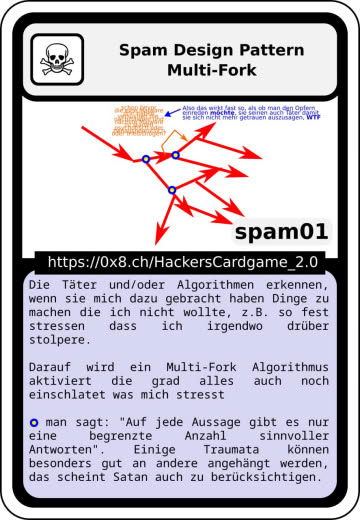 Spam Design Pattern
Multi-Fork
Also das wirkt fast so, als ob man den Opfern
einreden möchte, sie seiren auch Täter damit
sie sich nicht mehr getrauen auszusagen, WTF
spam01
https://0x8.ch/HackersCardgame_2.0
Die Täter und/oder Algorithmen erkennen,
wenn sie mich dazu gebracht haben Dinge zu
machen die ich nicht wollte, z.B. so fest
stressen dass ich irgendwo drüber
stolpere.
Darauf wird ein Multi-Fork Algorithmus
aktiviert die grad alles auch noch
einschlatet was mich stresst
man sagt: "Auf jede Aussage gibt es nur
eine begrenzte Anzahl sinnvoller
Antworten". Einige Traumata können
besonders gut an andere angehängt werden,
das scheint Satan auch zu berücksichtigen.